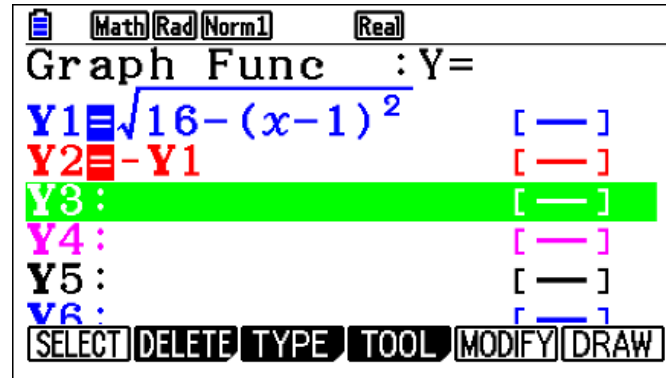 Math Rad Norm1 Real
Graph Func :Y=
Y1=√16-(x-1)²
Y2=-Y1
Y3:
Y4:
Y5:
Y6:
SELECT DELETE TYPE TOOL MODIFY DRAW